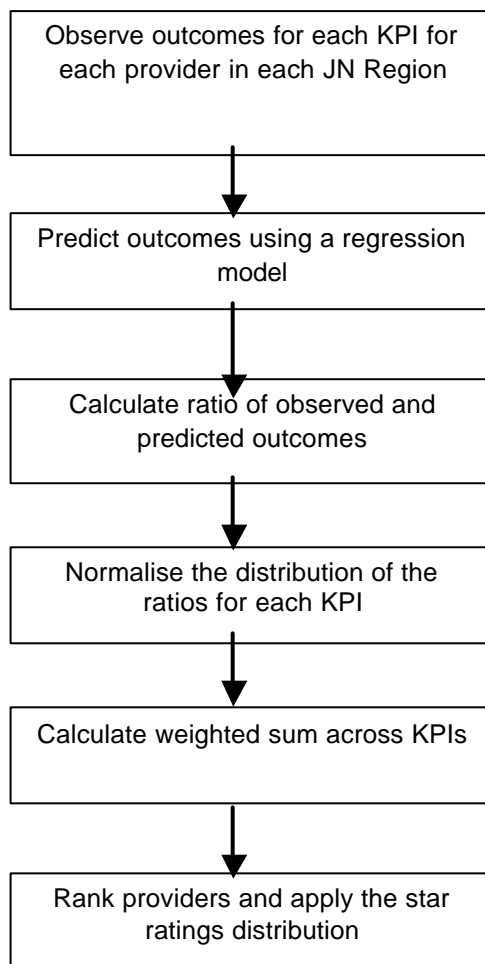 Observe outcomes for each KPI for
each provider in each JN Region
Predict outcomes using a regression
model
Calculate ratio of observed and
predicted outcomes
Normalise the distribution of the
ratios for each KPI
Calculate weighted sum across KPIs
Rank providers and apply the star
ratings distribution